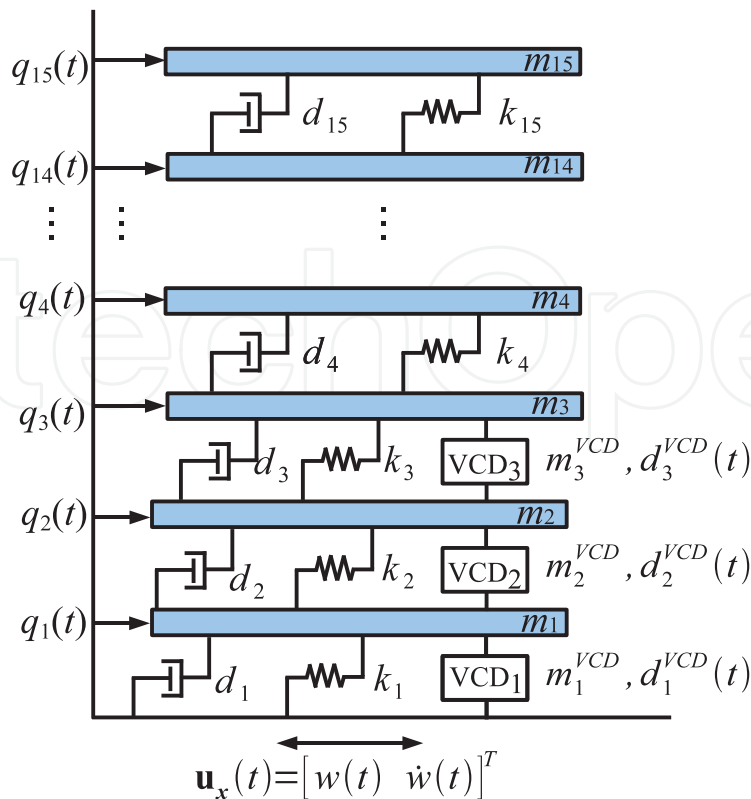 q₁₅(t) m₁₅
d₁₅ k₁₅
q₁₄(t) m₁₄
⋮ ⋮ ⋮
q₄(t) m₄
d₄ k₄
q₃(t) m₃
d₃ k₃ VCD₃ m₃^VCD, d₃^VCD(t)
q₂(t) m₂
d₂ k₂ VCD₂ m₂^VCD, d₂^VCD(t)
q₁(t) m₁
d₁ k₁ VCD₁ m₁^VCD, d₁^VCD(t)
uₓ(t)=[w(t) ẇ(t)]^T
techOpe